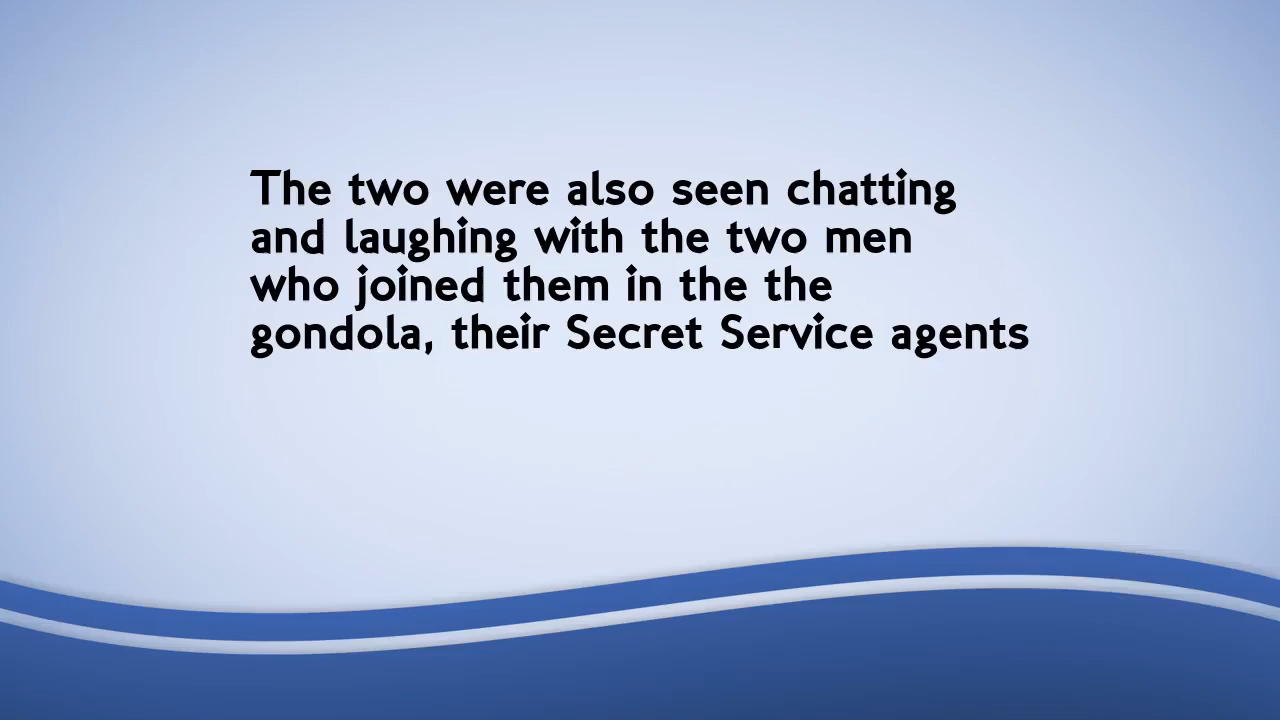 The two were also seen chatting
and laughing with the two men
who joined them in the the
gondola, their Secret Service agents